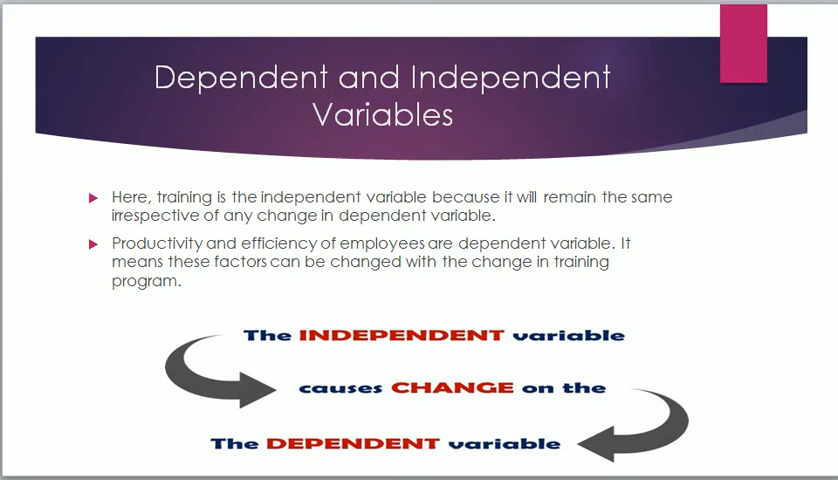 Dependent and Independent
Variables
Here, training is the independent variable because it will remain the same
irrespective of any change in dependent variable.
Productivity and efficiency of employees are dependent variable. It
means these factors can be changed with the change in training
program.
The INDEPENDENT variable
causes CHANGE on the
The DEPENDENT variable